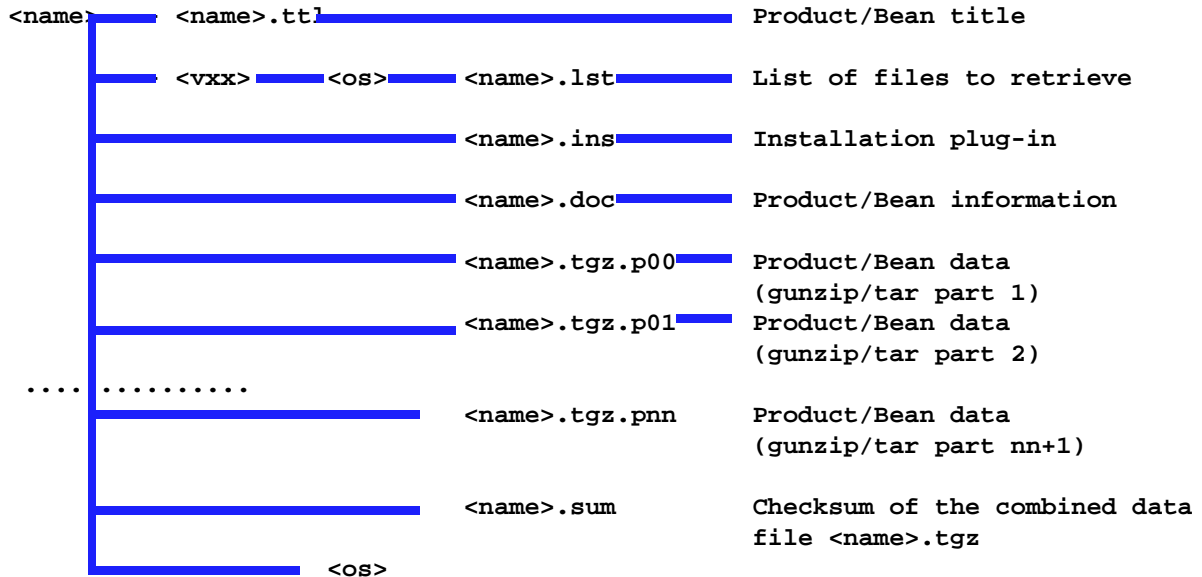 <name> <name>.ttl Product/Bean title
<vxx> <os> <name>.lst List of files to retrieve
<name>.ins Installation plug-in
<name>.doc Product/Bean information
<name>.tgz.p00 Product/Bean data
(gunzip/tar part 1)
<name>.tgz.p01 Product/Bean data
(gunzip/tar part 2)
................
<name>.tgz.pnn Product/Bean data
(gunzip/tar part nn+1)
<name>.sum Checksum of the combined data
file <name>.tgz
<os>